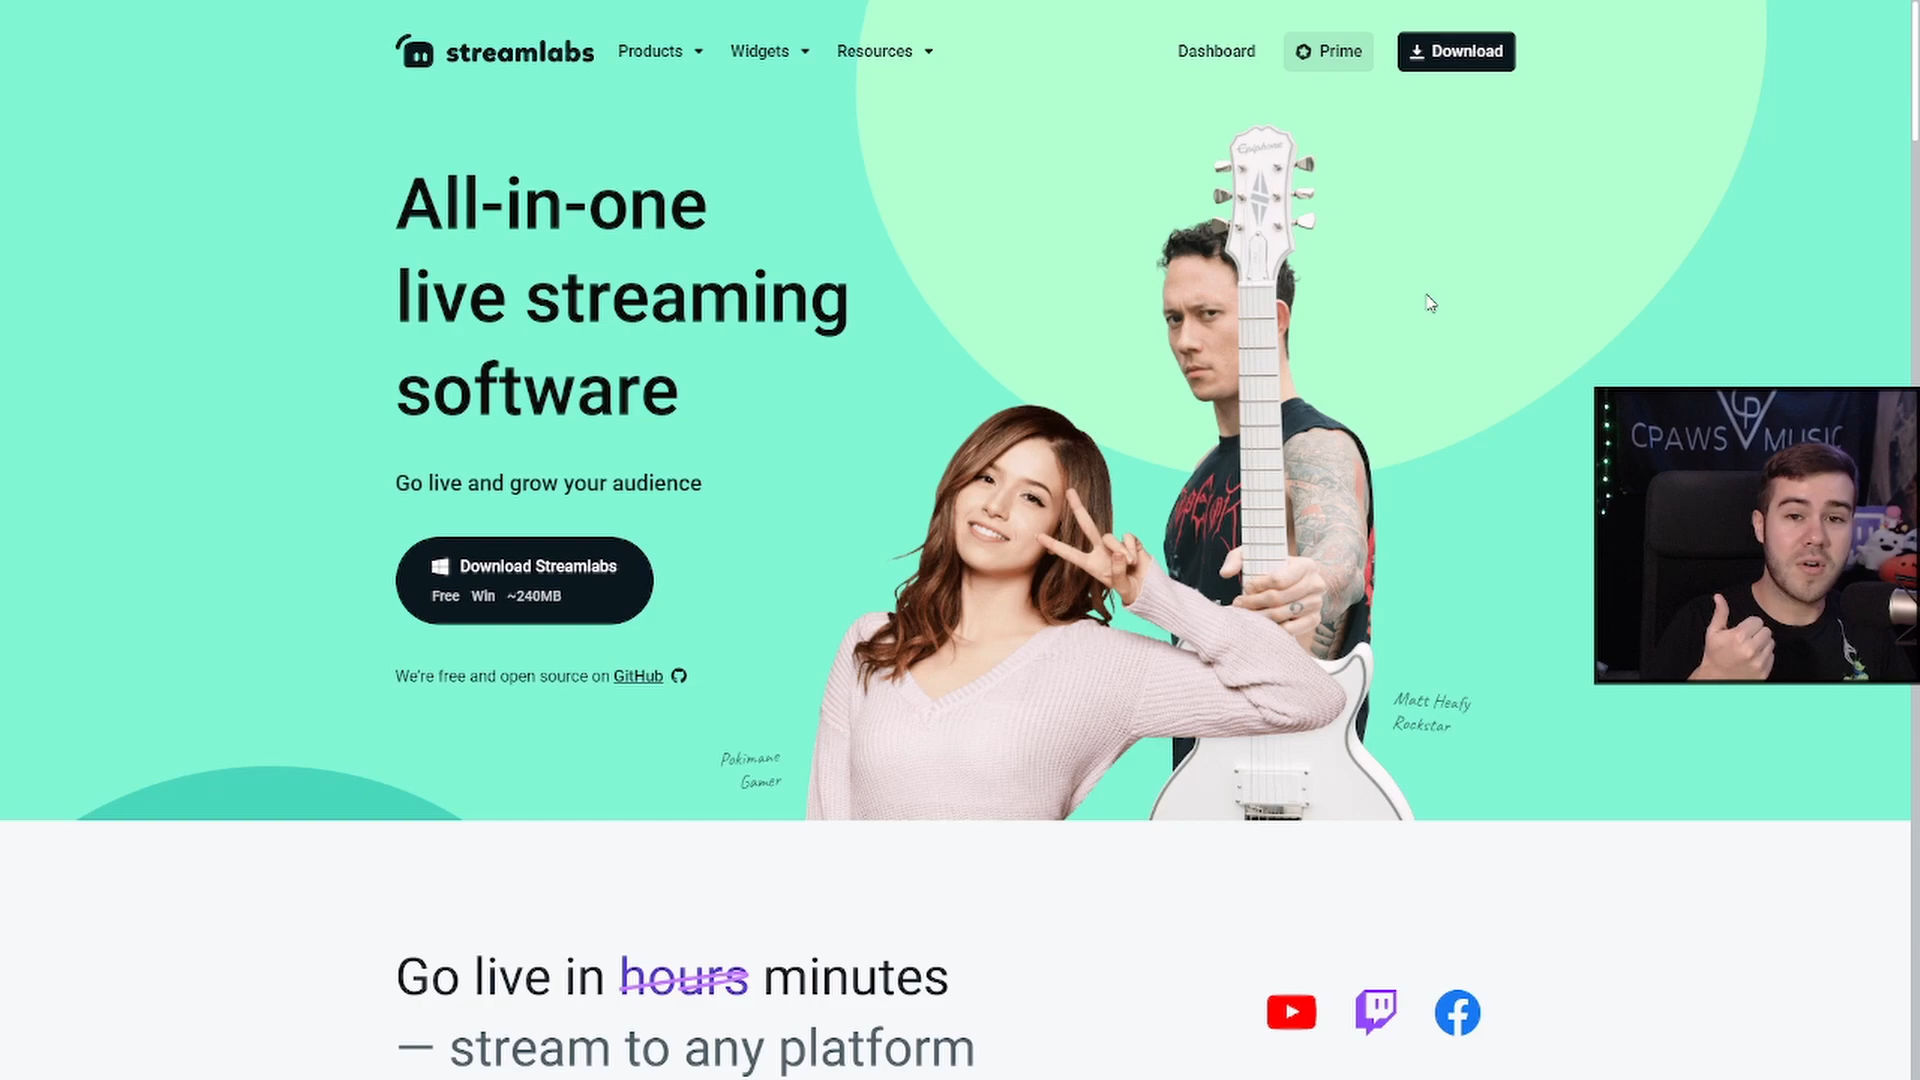 streamlabs
Products
Widgets
Resources
Dashboard
Prime
Download
Epiphone
All-in-one
live streaming
software
Go live and grow your audience
Download Streamlabs
Free Win ~240MB
We're free and open source on GitHub
Pokimane
Gamer
Matt Heafy
Rockstar
CPAWS MUSIC
CP
Go live in hours minutes
— stream to any platform